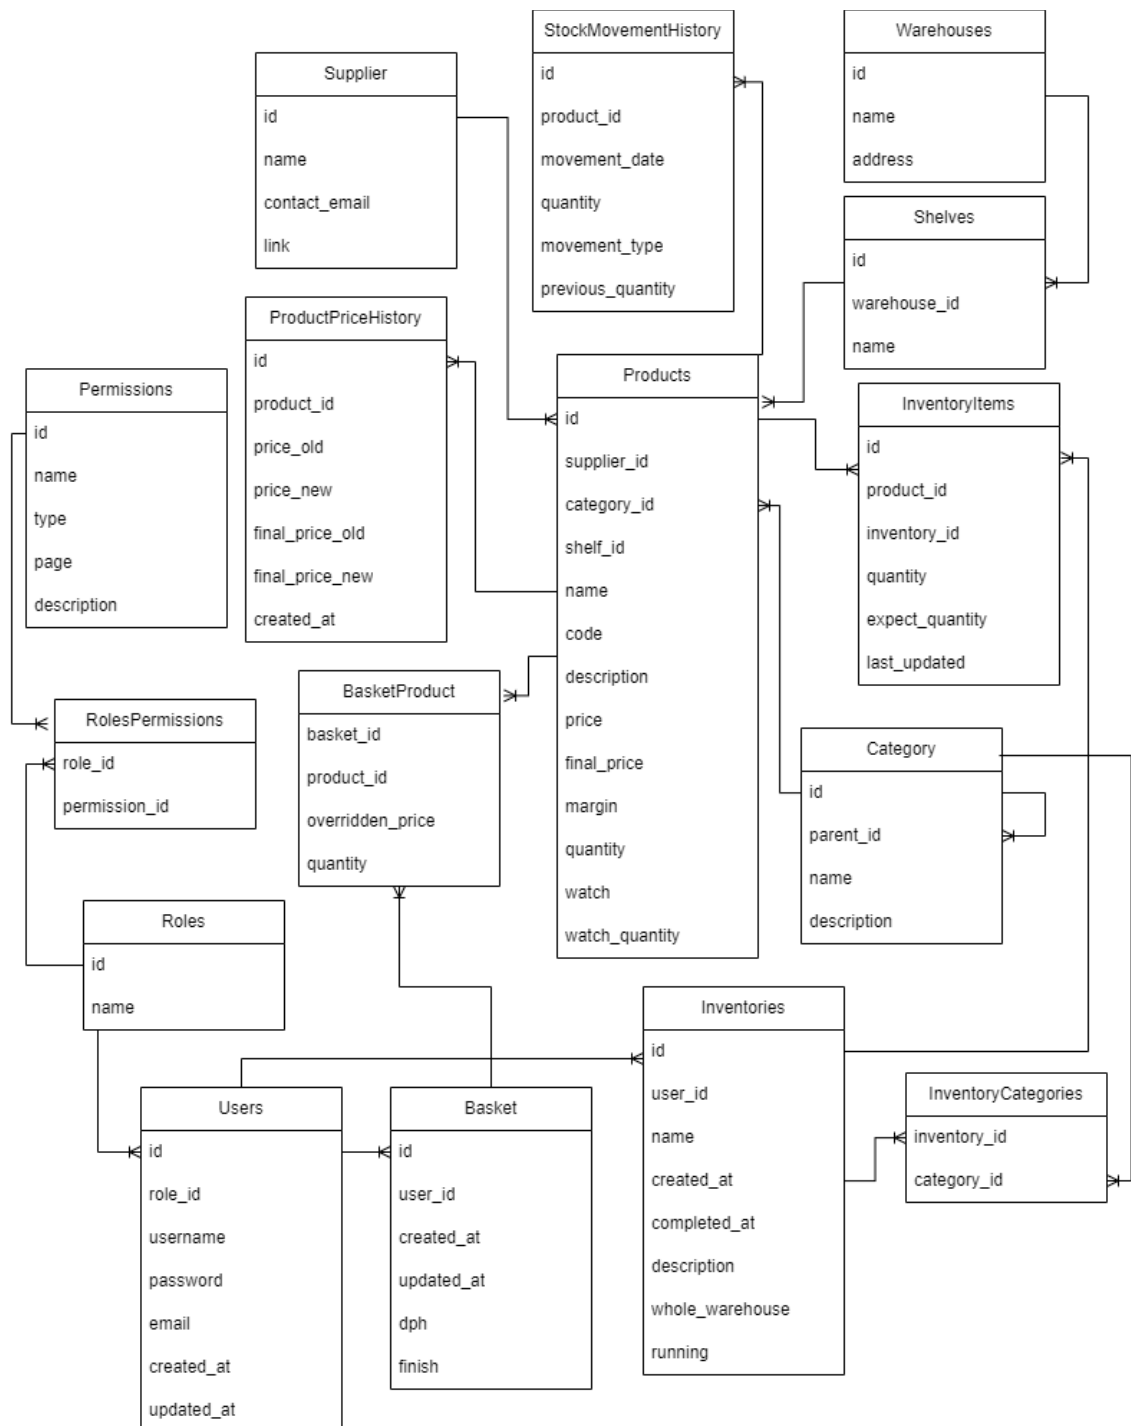 StockMovementHistory
id
product_id
movement_date
quantity
movement_type
previous_quantity
Warehouses
id
name
address
Supplier
id
name
contact_email
link
Shelves
id
warehouse_id
name
ProductPriceHistory
id
product_id
price_old
price_new
final_price_old
final_price_new
created_at
Products
id
supplier_id
category_id
shelf_id
name
code
description
price
final_price
margin
quantity
watch
watch_quantity
Permissions
id
name
type
page
description
InventoryItems
id
product_id
inventory_id
quantity
expect_quantity
last_updated
BasketProduct
basket_id
product_id
overridden_price
quantity
RolesPermissions
role_id
permission_id
Category
id
parent_id
name
description
Roles
id
name
Inventories
id
user_id
name
created_at
completed_at
description
whole_warehouse
running
InventoryCategories
inventory_id
category_id
Users
id
role_id
username
password
email
created_at
updated_at
Basket
id
user_id
created_at
updated_at
dph
finish